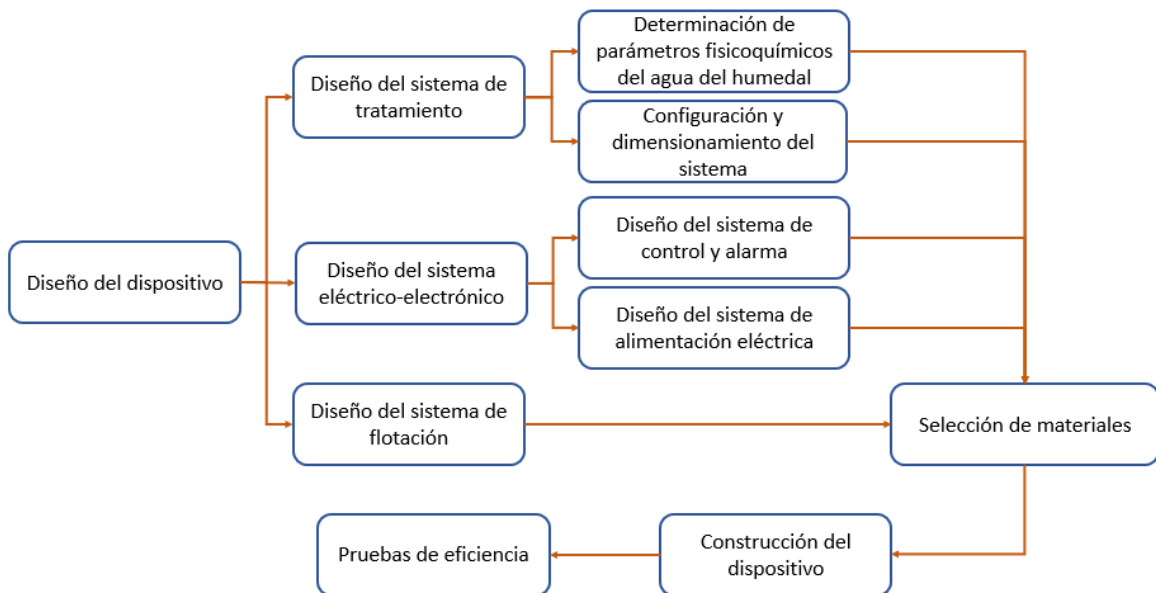 Determinación de
parámetros fisicoquímicos
del agua del humedal
Diseño del sistema de
tratamiento
Configuración y
dimensionamiento del
sistema
Diseño del sistema de
control y alarma
Diseño del dispositivo
Diseño del sistema
eléctrico-electrónico
Diseño del sistema de
alimentación eléctrica
Diseño del sistema de
flotación
Selección de materiales
Pruebas de eficiencia
Construcción del
dispositivo